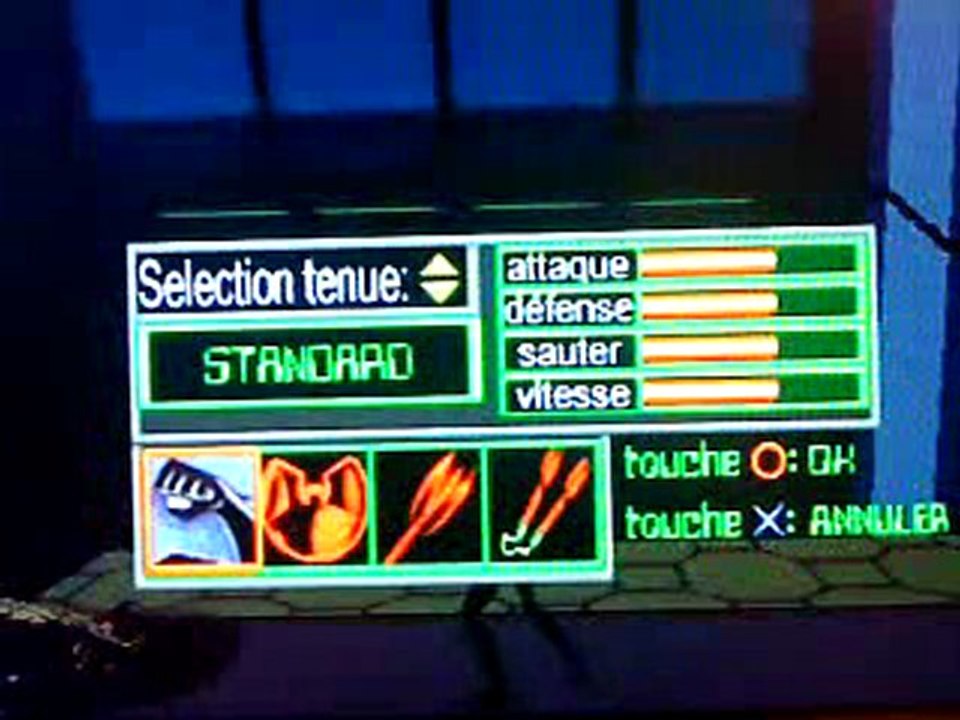 Selection tenue:
STANDARD
attaque
défense
sauter
vitesse
touche O: OK
touche X: ANNULER